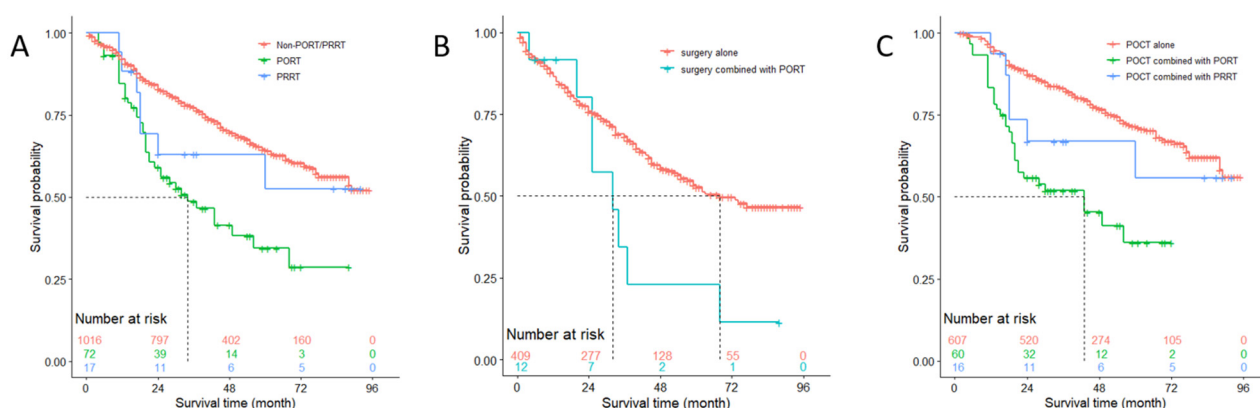 A
Survival probability
1.00
0.75
0.50
0.25
0.00
Non-PORT/PRRT
PORT
PRRT
Number at risk
1016 797 402 160 0
72 39 14 3 0
17 11 6 5 0
0 24 48 72 96
Survival time (month)
B
Survival probability
1.00
0.75
0.50
0.25
0.00
surgery alone
surgery combined with PORT
Number at risk
409 277 128 55 0
12 7 2 1 0
0 24 48 72 96
Survival time (month)
C
Survival probability
1.00
0.75
0.50
0.25
0.00
POCT alone
POCT combined with PORT
POCT combined with PRRT
Number at risk
607 520 274 105 0
60 32 12 2 0
16 11 6 5 0
0 24 48 72 96
Survival time (month)